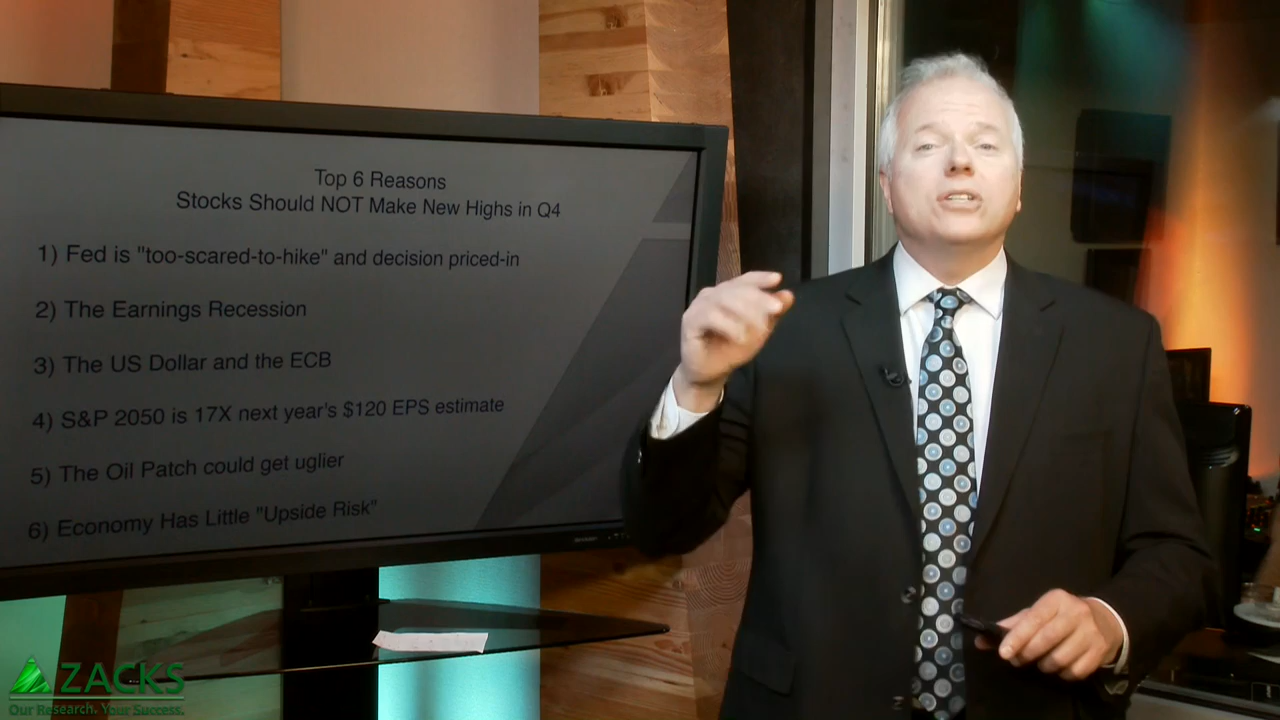 Top 6 Reasons
Stocks Should NOT Make New Highs in Q4
1) Fed is "too-scared-to-hike" and decision priced-in
2) The Earnings Recession
3) The US Dollar and the ECB
4) S&P 2050 is 17X next year's $120 EPS estimate
5) The Oil Patch could get uglier
6) Economy Has Little "Upside Risk"
ZACKS
Our Research. Your Success.